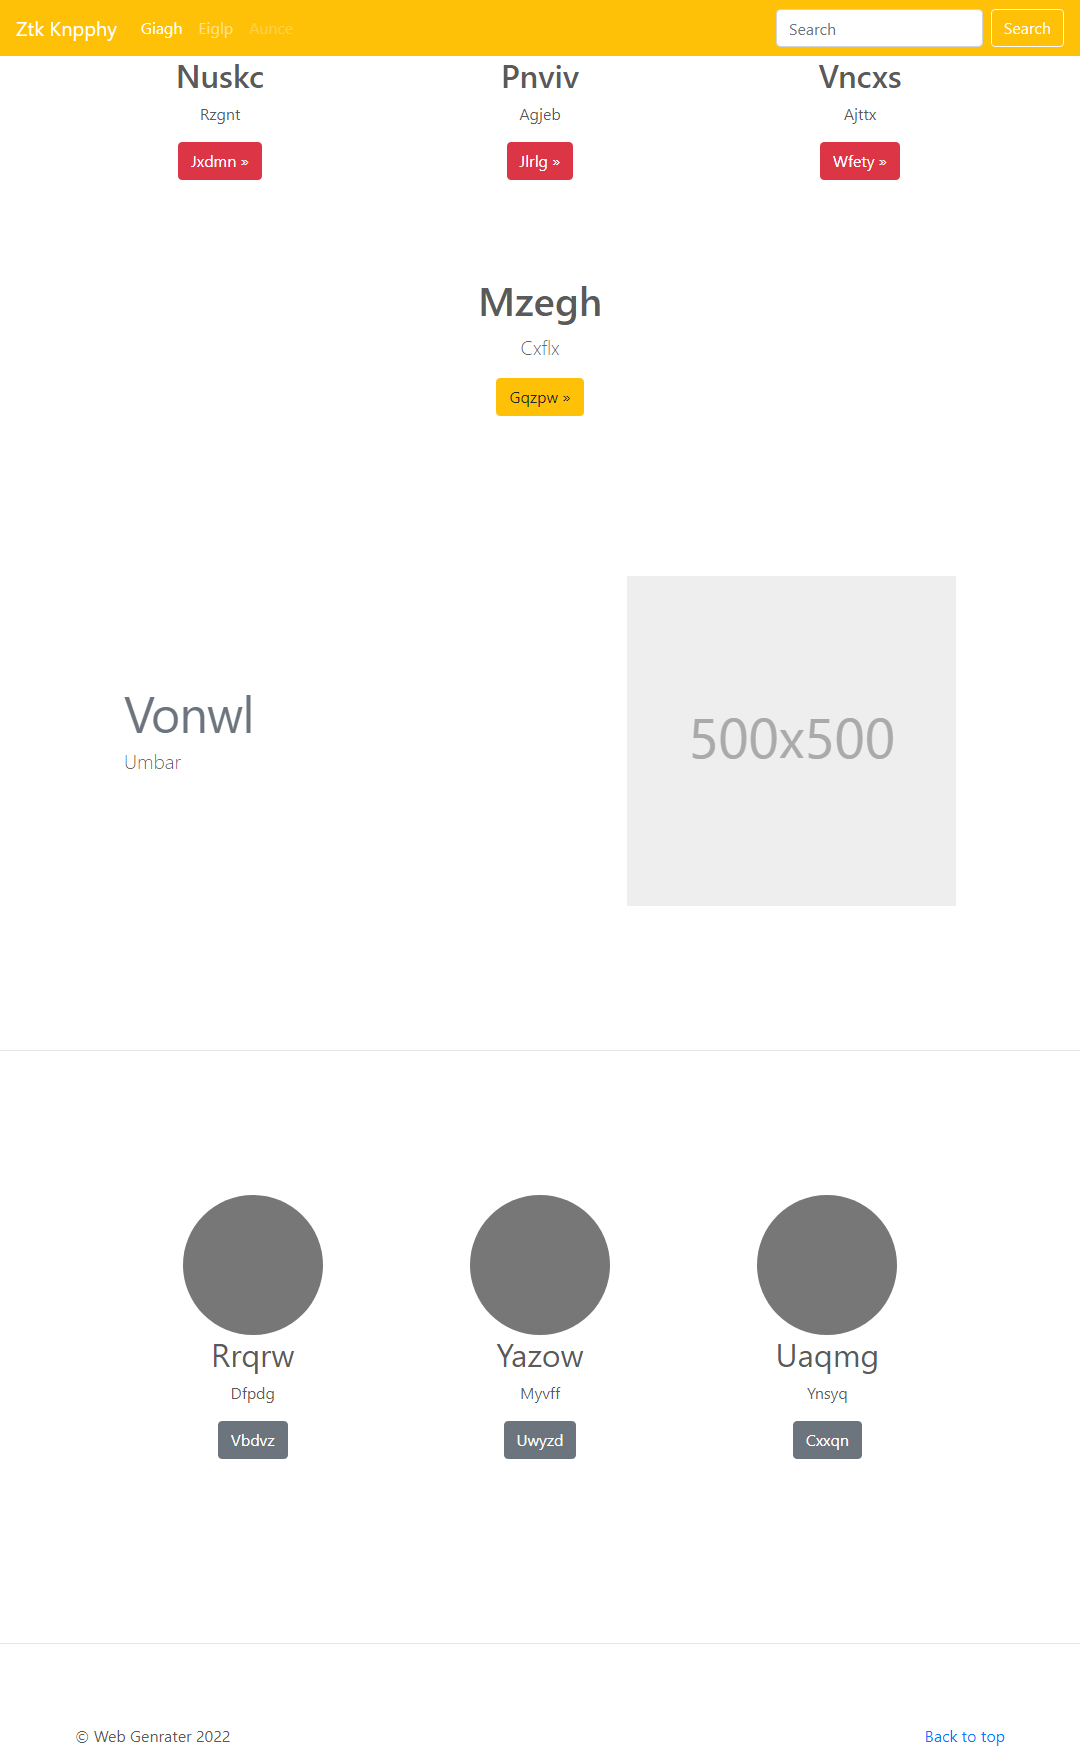 Ztk Knpphy Giagh Eiglp Aunce Search Search
Nuskc Pnviv Vncxs
Rzgnt Agjeb Ajttx
Jxdmn » Jlrlg » Wfety »
Mzegh
Cxflx
Gqzpw »
Vonwl
Umbar
500x500
Rrqrw Yazow Uaqmg
Dfpdg Myvff Ynsyq
Vbdvz Uwyzd Cxxqn
© Web Genrater 2022 Back to top